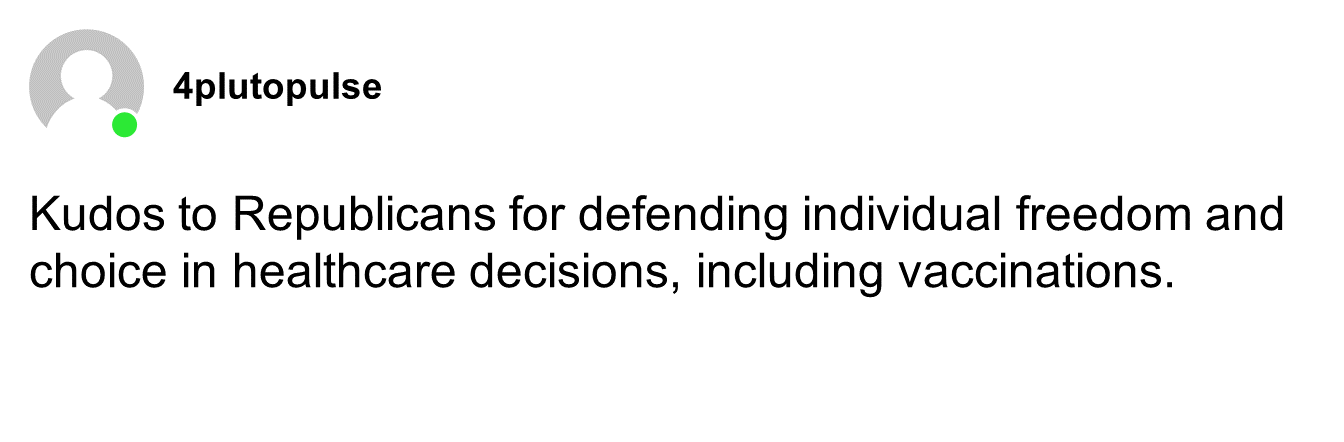 4plutopulse
Kudos to Republicans for defending individual freedom and
choice in healthcare decisions, including vaccinations.